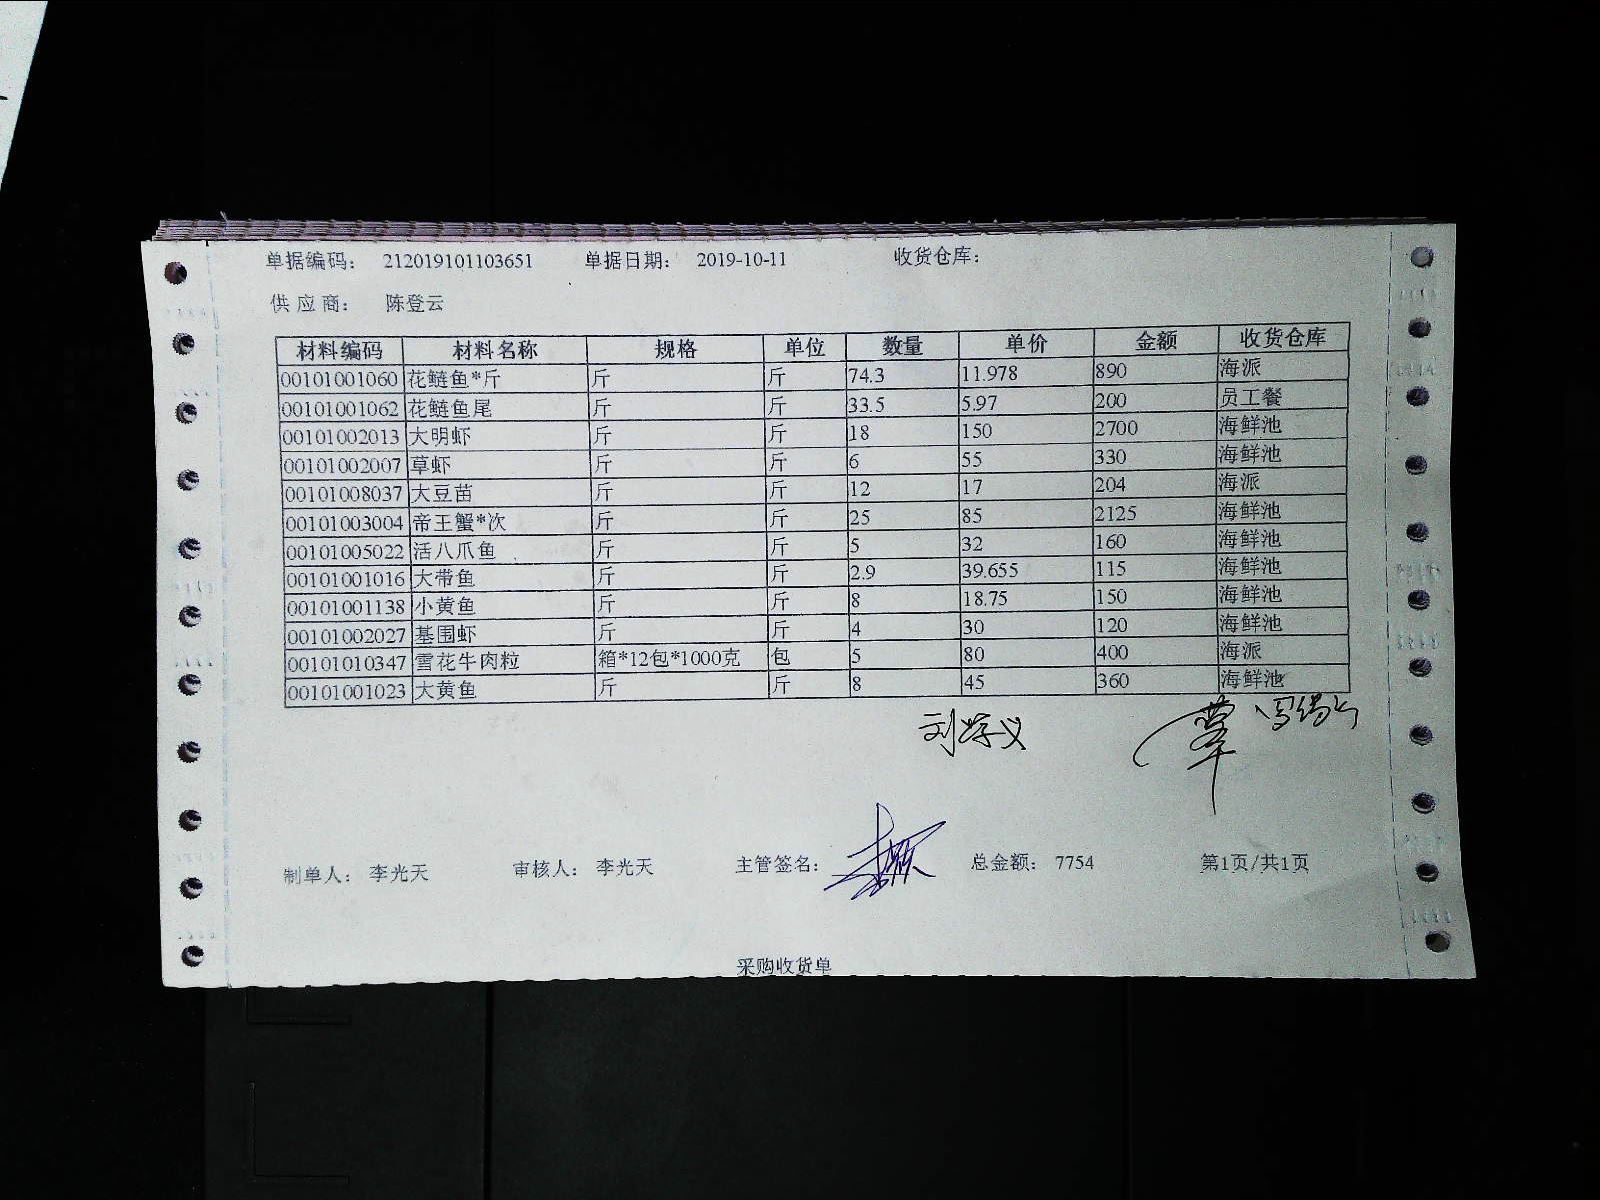 单据编码： 212019101103651 单据日期： 2019-10-11 收货仓库：
供应商： 陈登云
材料编码 材料名称 规格 单位 数量 单价 金额 收货仓库
00101001060 花鲢鱼*斤 斤 斤 74.3 11.978 890 海派
00101001062 花鲢鱼尾 斤 斤 33.5 5.97 200 员工餐
00101002013 大明虾 斤 斤 18 150 2700 海鲜池
00101002007 草虾 斤 斤 6 55 330 海鲜池
00101008037 大豆苗 斤 斤 12 17 204 海派
00101003004 帝王蟹*次 斤 斤 25 85 2125 海鲜池
00101005022 活八爪鱼 斤 斤 5 32 160 海鲜池
00101001016 大带鱼 斤 斤 2.9 39.655 115 海鲜池
00101001138 小黄鱼 斤 斤 8 18.75 150 海鲜池
00101002027 基围虾 斤 斤 4 30 120 海鲜池
00101010347 雪花牛肉粒 箱*12包*1000克 包 5 80 400 海派
00101001023 大黄鱼 斤 斤 8 45 360 海鲜池
刘学义
制单人： 李光天 审核人： 李光天 主管签名： 总金额： 7754 第1页/共1页
采购收货单